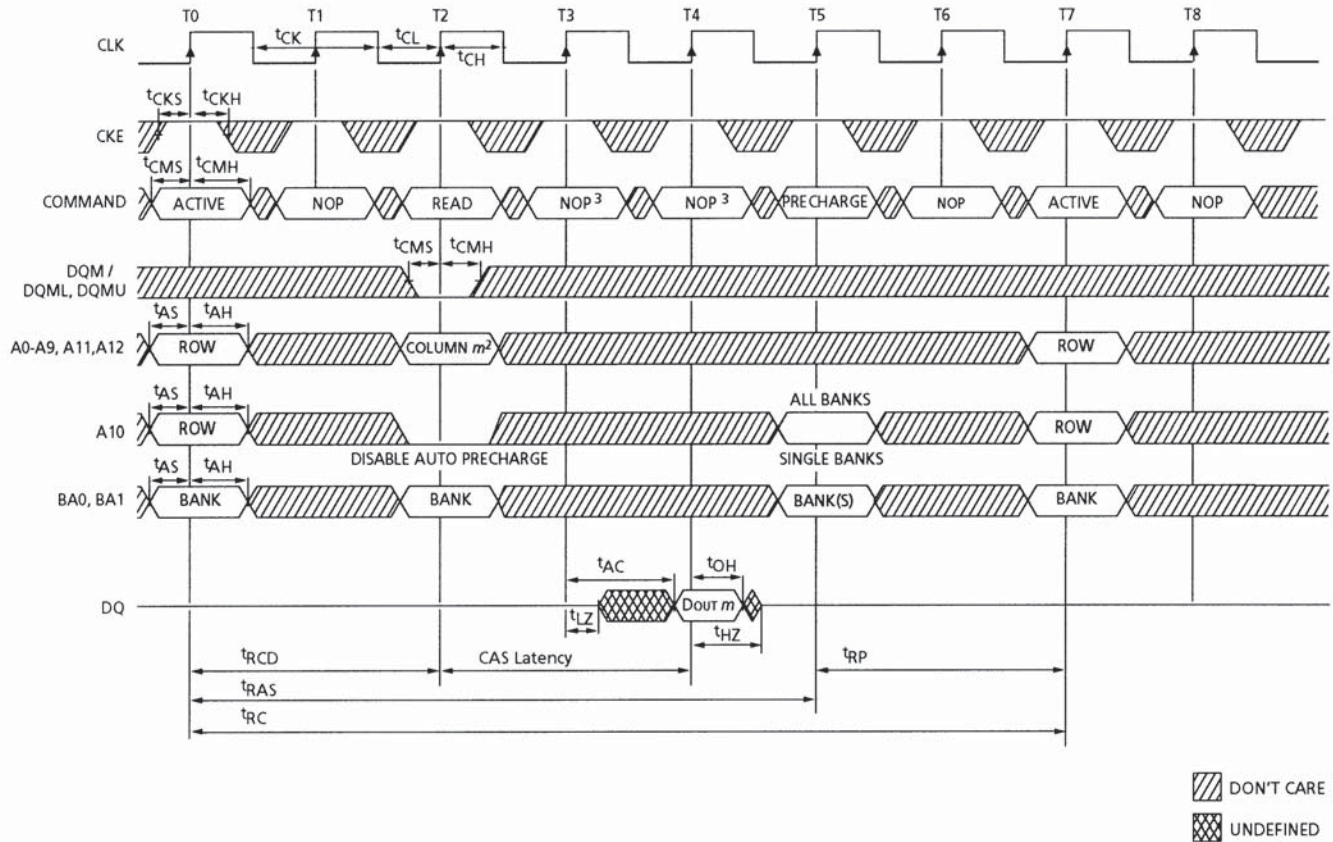 T0 T1 T2 T3 T4 T5 T6 T7 T8
CLK
tCK tCL
tCH
tCKS tCKH
CKE
tCMS tCMH
COMMAND ACTIVE NOP READ NOP 3 NOP 3 PRECHARGE NOP ACTIVE NOP
tCMS tCMH
DQM /
DQML, DQMU
tAS tAH
A0-A9, A11,A12 ROW COLUMN m2 ROW
tAS tAH ALL BANKS
A10 ROW ROW
DISABLE AUTO PRECHARGE SINGLE BANKS
tAS tAH
BA0, BA1 BANK BANK BANK(S) BANK
tAC tOH
DQ DOUT m
tLZ tHZ
tRCD CAS Latency tRP
tRAS
tRC
DON'T CARE
UNDEFINED